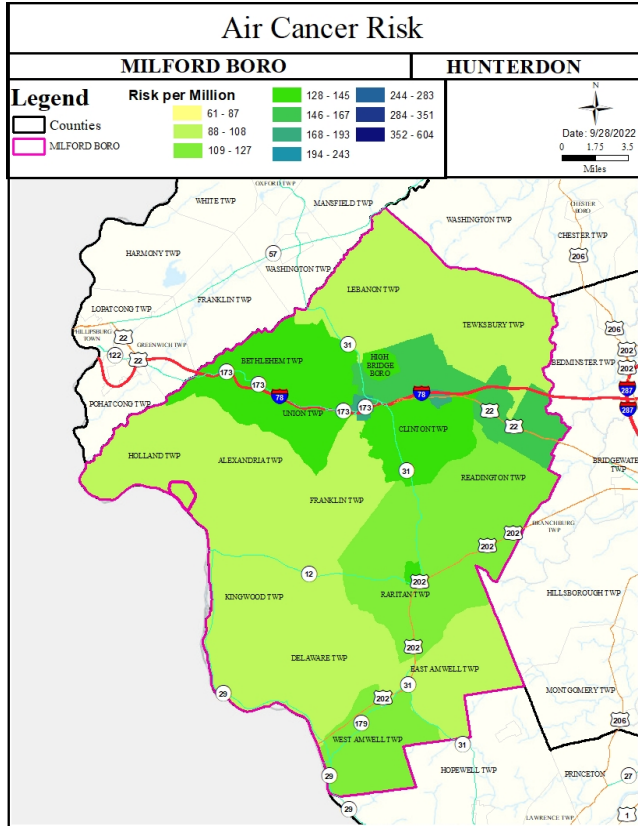 Air Cancer Risk
MILFORD BORO
HUNTERDON
Legend
Counties
MILFORD BORO
Risk per Million
61 - 87
88 - 108
109 - 127
128 - 145
146 - 167
168 - 193
194 - 243
244 - 283
284 - 351
352 - 604
N
Date: 9/28/2022
0 1.75 3.5
Miles
OXFORD TWP
WHITE TWP
MANSFIELD TWP
WASHINGTON TWP
CHESTER
BORO
CHESTER TWP
206
HARMONY TWP
57
WASHINGTON TWP
LEBANON TWP
FRANKLIN TWP
LOPATCONG TWP
TEWKSBURY TWP
PHILLIPSBURG
TOWN
22
GREENWICH TWP
122
22
31
206
202
BEDMINSTER TWP
202
BETHLEHEM TWP
HIGH
BRIDGE
BORO
173
173
78
78
287
287
POHATCONG TWP
UNION TWP
173
173
22
22
CLINTON TWP
HOLLAND TWP
ALEXANDRIA TWP
31
READINGTON TWP
BRIDGEWATER
TWP
FRANKLIN TWP
BRANCHBURG
TWP
202
202
12
202
KINGWOOD TWP
RARITAN TWP
HILLSBOROUGH TWP
202
DELAWARE TWP
EAST AMWELL TWP
31
29
202
MONTGOMERY TWP
179
206
WEST AMWELL TWP
31
HOPEWELL TWP
29
PRINCETON
27
29
LAWRENCE TWP
1